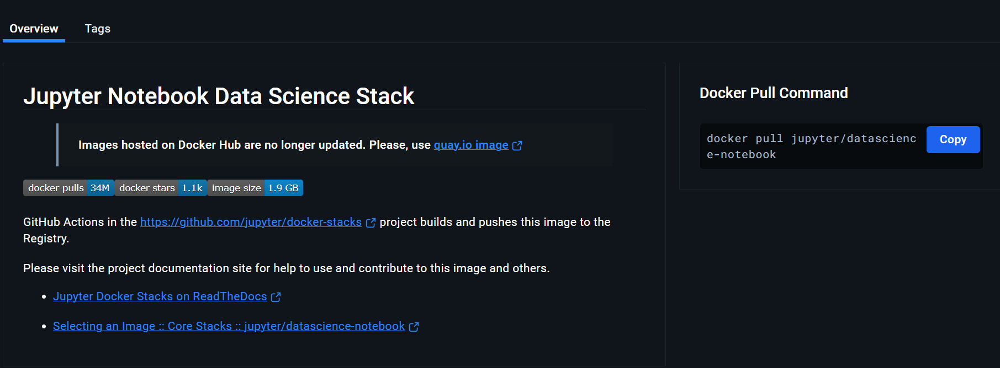 Overview
Tags
Jupyter Notebook Data Science Stack
Images hosted on Docker Hub are no longer updated. Please, use quay.io image
docker pulls 34M docker stars 1.1k image size 1.9 GB
GitHub Actions in the https://github.com/jupyter/docker-stacks project builds and pushes this image to the
Registry.
Please visit the project documentation site for help to use and contribute to this image and others.
Jupyter Docker Stacks on ReadTheDocs
Selecting an Image :: Core Stacks :: jupyter/datascience-notebook
Docker Pull Command
docker pull jupyter/datascienc
e-notebook
Copy